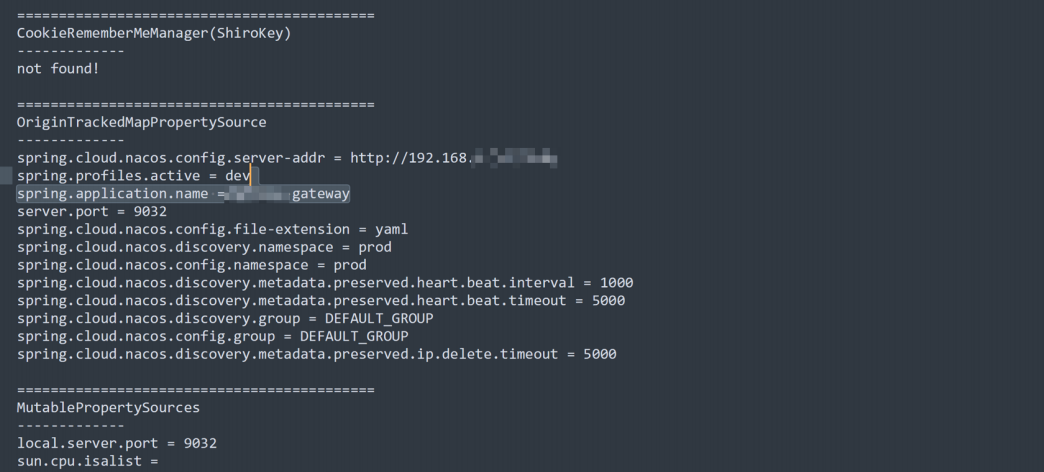 ===========================================
CookieRememberMeManager(ShiroKey)
-------------
not found!
===========================================
OriginTrackedMapPropertySource
-------------
spring.cloud.nacos.config.server-addr = http://192.168.
spring.profiles.active = dev
spring.application.name = gateway
server.port = 9032
spring.cloud.nacos.config.file-extension = yaml
spring.cloud.nacos.discovery.namespace = prod
spring.cloud.nacos.config.namespace = prod
spring.cloud.nacos.discovery.metadata.preserved.heart.beat.interval = 1000
spring.cloud.nacos.discovery.metadata.preserved.heart.beat.timeout = 5000
spring.cloud.nacos.discovery.group = DEFAULT_GROUP
spring.cloud.nacos.config.group = DEFAULT_GROUP
spring.cloud.nacos.discovery.metadata.preserved.ip.delete.timeout = 5000
===========================================
MutablePropertySources
-------------
local.server.port = 9032
sun.cpu.isalist =